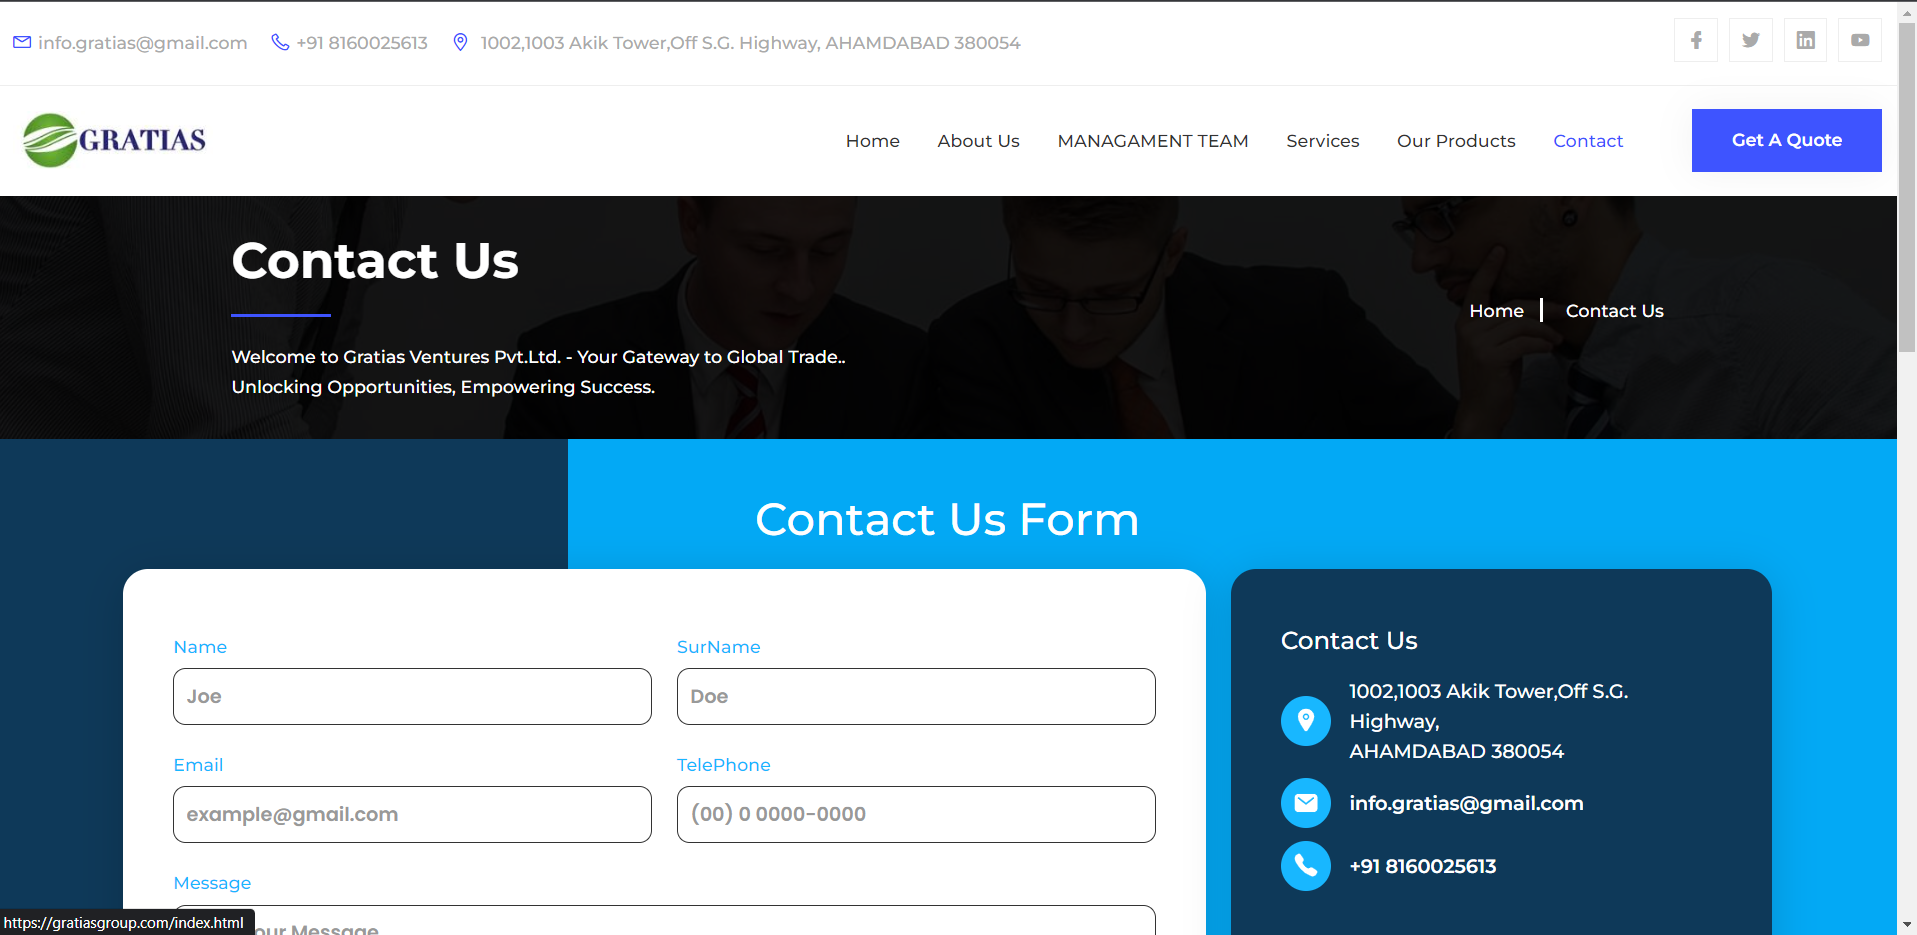 info.gratias@gmail.com +91 8160025613 1002,1003 Akik Tower,Off S.G. Highway, AHAMDABAD 380054
GRATIAS
Home About Us MANAGAMENT TEAM Services Our Products Contact Get A Quote
Contact Us
Home Contact Us
Welcome to Gratias Ventures Pvt.Ltd. - Your Gateway to Global Trade..
Unlocking Opportunities, Empowering Success.
Contact Us Form
Name SurName
Joe Doe
Email TelePhone
example@gmail.com (00) 0 0000-0000
Message
our Message
Contact Us
1002,1003 Akik Tower,Off S.G.
Highway,
AHAMDABAD 380054
info.gratias@gmail.com
+91 8160025613
https://gratiasgroup.com/index.html